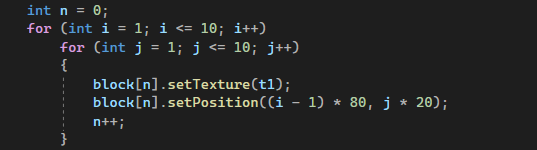 int n = 0;
for (int i = 1; i <= 10; i++)
for (int j = 1; j <= 10; j++)
{
block[n].setTexture(t1);
block[n].setPosition((i - 1) * 80, j * 20);
n++;
}